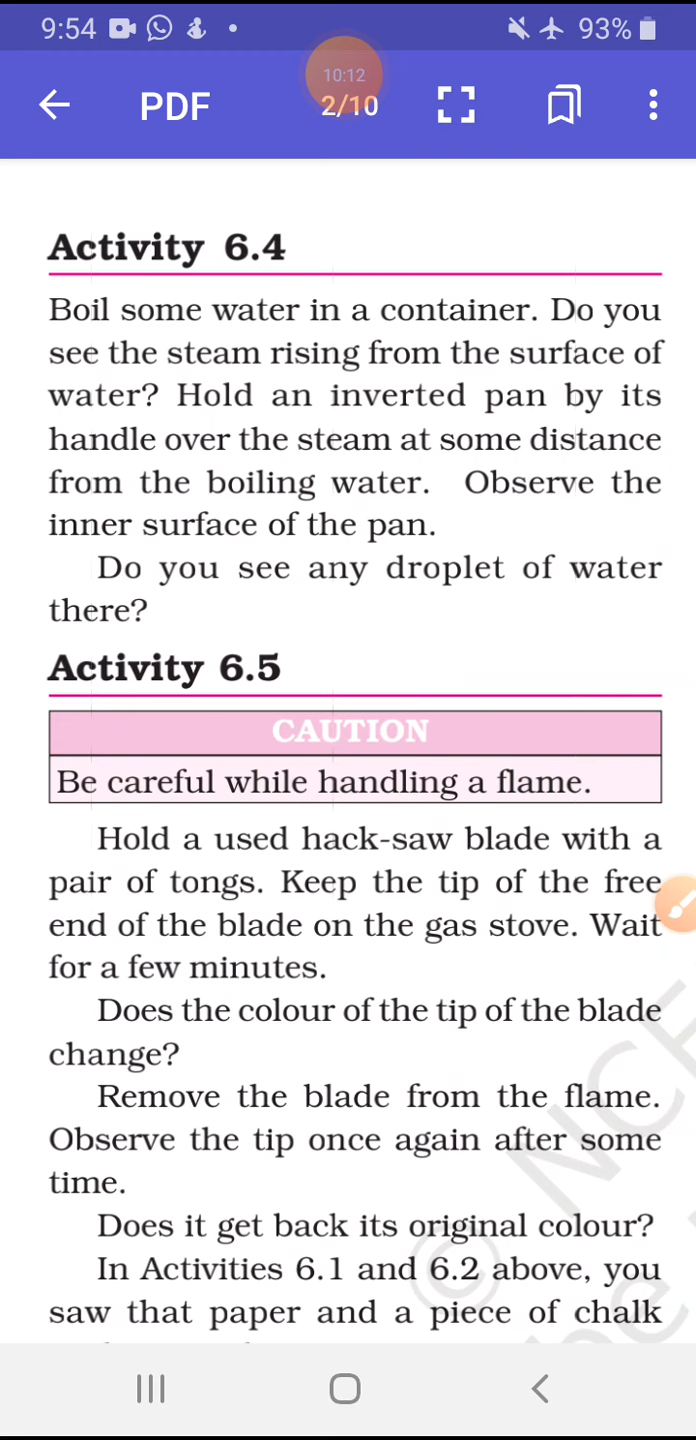 9:54
93%
10:12
PDF
2/10
Activity 6.4
Boil some water in a container. Do you
see the steam rising from the surface of
water? Hold an inverted pan by its
handle over the steam at some distance
from the boiling water. Observe the
inner surface of the pan.
Do you see any droplet of water
there?
Activity 6.5
CAUTION
Be careful while handling a flame.
Hold a used hack-saw blade with a
pair of tongs. Keep the tip of the free
end of the blade on the gas stove. Wait
for a few minutes.
Does the colour of the tip of the blade
change?
Remove the blade from the flame.
Observe the tip once again after some
time.
Does it get back its original colour?
In Activities 6.1 and 6.2 above, you
saw that paper and a piece of chalk